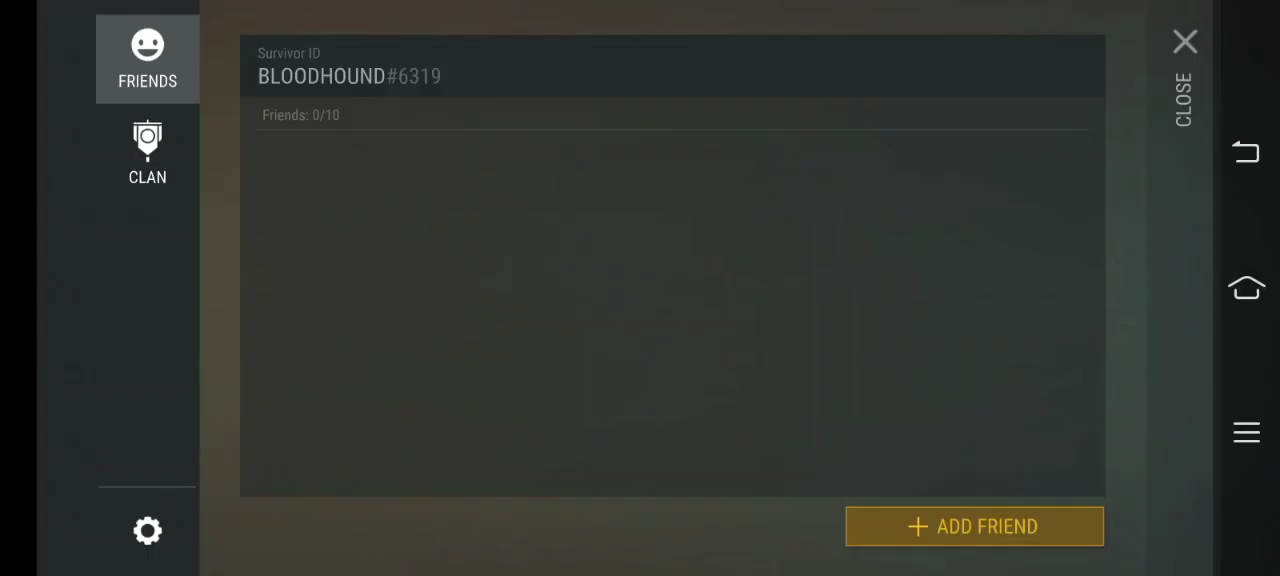 FRIENDS
CLAN
Survivor ID
BLOODHOUND#6319
Friends: 0/10
+ ADD FRIEND
CLOSE